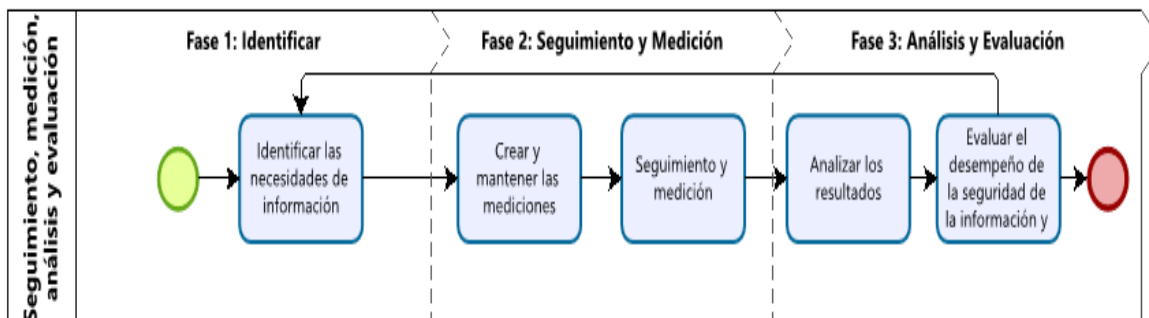 Seguimiento, medición,
análisis y evaluación
Fase 1: Identificar
Fase 2: Seguimiento y Medición
Fase 3: Análisis y Evaluación
Identificar las
necesidades de
información
Crear y
mantener las
mediciones
Seguimiento y
medición
Analizar los
resultados
Evaluar el
desempeño de
la seguridad de
la información y